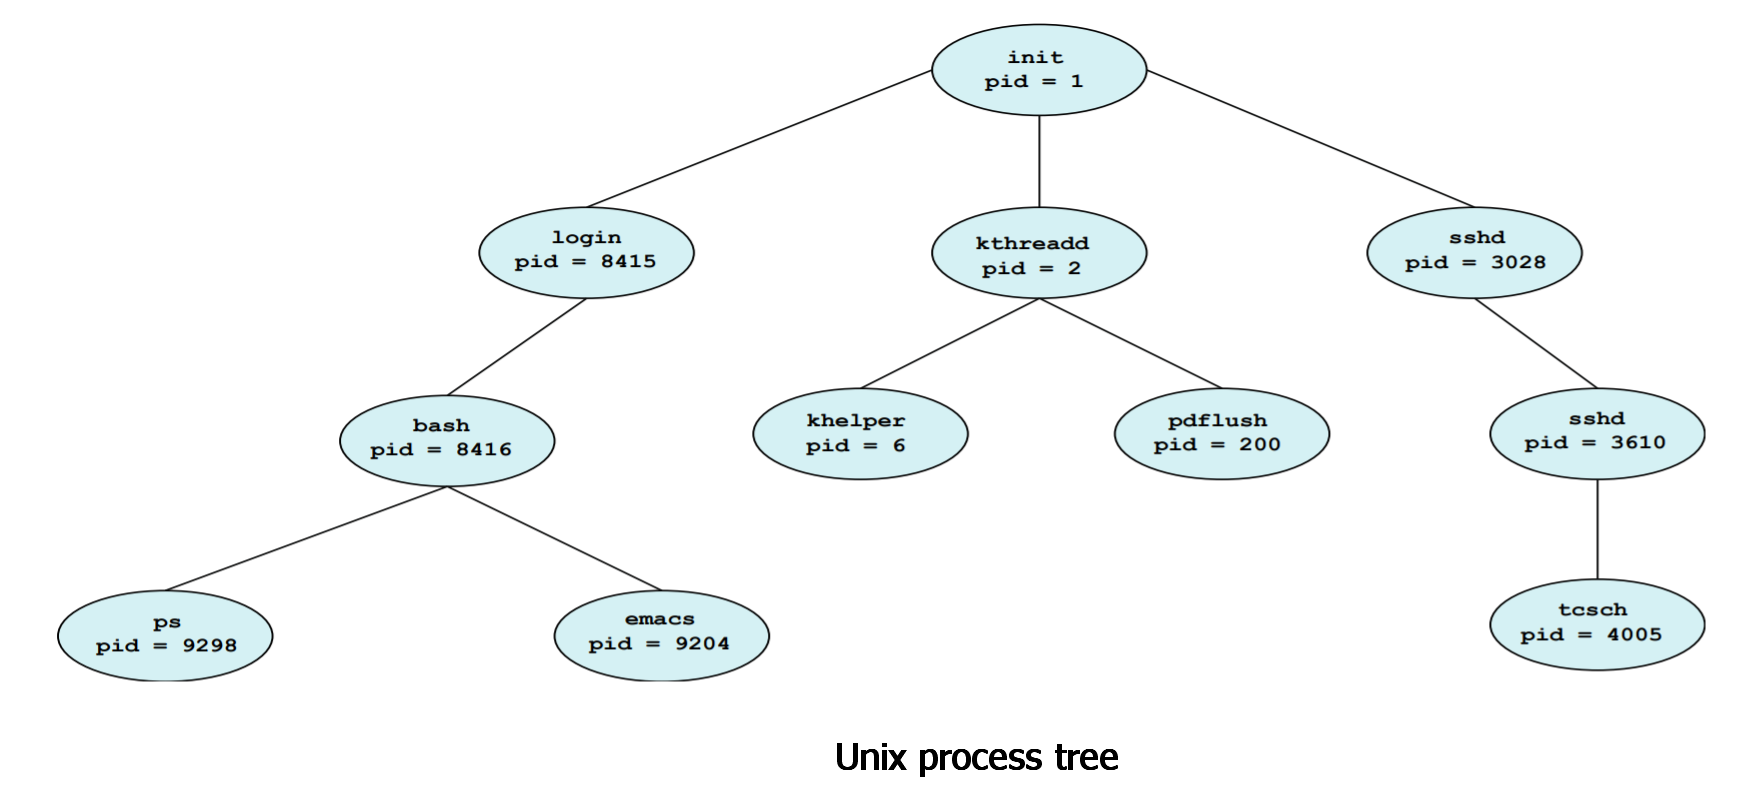 init
pid = 1
login
pid = 8415
kthreadd
pid = 2
sshd
pid = 3028
bash
pid = 8416
khelper
pid = 6
pdflush
pid = 200
sshd
pid = 3610
ps
pid = 9298
emacs
pid = 9204
tcsch
pid = 4005
Unix process tree